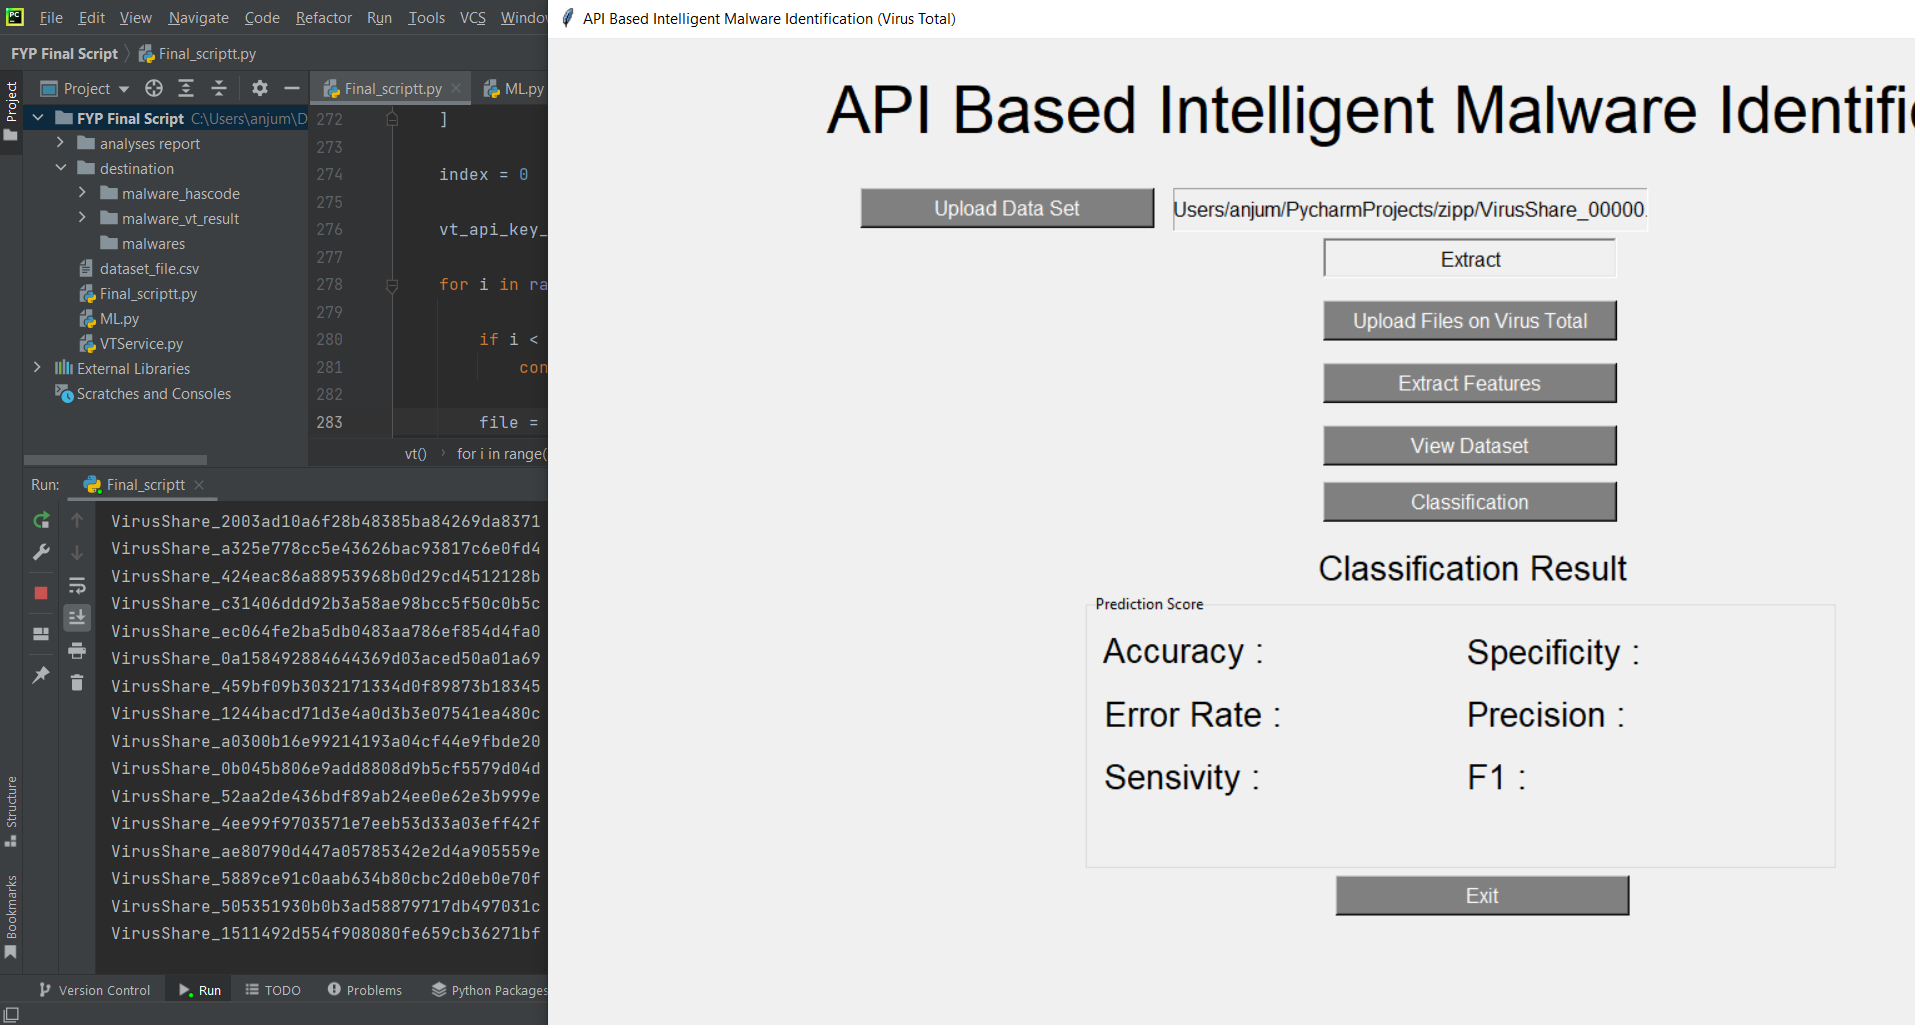 PC File Edit View Navigate Code Refactor Run Tools VCS Window
FYP Final Script Final_scriptt.py
Project
Project
FYP Final Script C:\Users\anjum\D
analyses report
destination
malware_hascode
malware_vt_result
malwares
dataset_file.csv
Final_scriptt.py
ML.py
VTService.py
External Libraries
Scratches and Consoles
Final_scriptt.py ML.py
272 ]
273
274 index = 0
275
276 vt_api_key_
277
278 for i in ra
279
280 if i <
281 con
282
283 file =
vt() for i in range(
Run: Final_scriptt
VirusShare_2003ad10a6f28b48385ba84269da8371
VirusShare_a325e778cc5e43626bac93817c6e0fd4
VirusShare_424eac86a88953968b0d29cd4512128b
VirusShare_c31406ddd92b3a58ae98bcc5f50c0b5c
VirusShare_ec064fe2ba5db0483aa786ef854d4fa0
VirusShare_0a158492884644369d03aced50a01a69
VirusShare_459bf09b3032171334d0f89873b18345
VirusShare_1244bacd71d3e4a0d3b3e07541ea480c
VirusShare_a0300b16e99214193a04cf44e9fbde20
VirusShare_0b045b806e9add8808d9b5cf5579d04d
VirusShare_52aa2de436bdf89ab24ee0e62e3b999e
VirusShare_4ee99f9703571e7eeb53d33a03eff42f
VirusShare_ae80790d447a05785342e2d4a905559e
VirusShare_5889ce91c0aab634b80cbc2d0eb0e70f
VirusShare_505351930b0b3ad58879717db497031c
VirusShare_1511492d554f908080fe659cb36271bf
Structure
Bookmarks
Version Control Run TODO Problems Python Packages
API Based Intelligent Malware Identification (Virus Total)
API Based Intelligent Malware Identific
Upload Data Set Users/anjum/PycharmProjects/zipp/VirusShare_00000.
Extract
Upload Files on Virus Total
Extract Features
View Dataset
Classification
Classification Result
Prediction Score
Accuracy : Specificity :
Error Rate : Precision :
Sensivity : F1 :
Exit